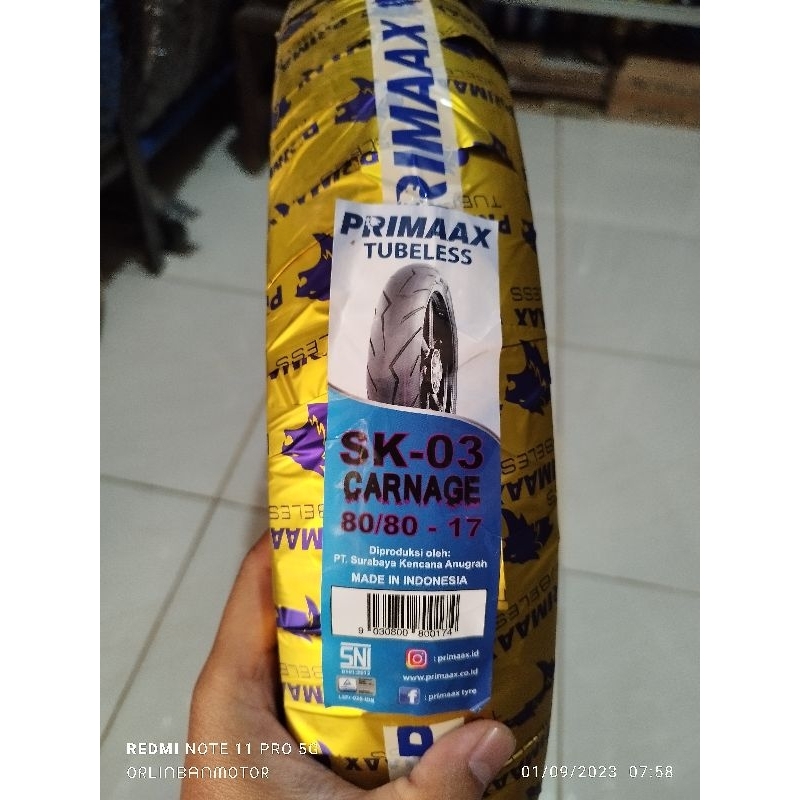 PRIMAAX
PRIMAAX
TUBELESS
SK-03
CARNAGE
80/80 - 17
Diproduksi oleh:
PT. Surabaya Kencana Anugrah
MADE IN INDONESIA
9 030800 800174
SNI
: primaax.id
www.primaax.co.id
: primaax tyre
REDMI NOTE 11 PRO 5G
ORLINBANMOTOR
01/09/2023 07:58